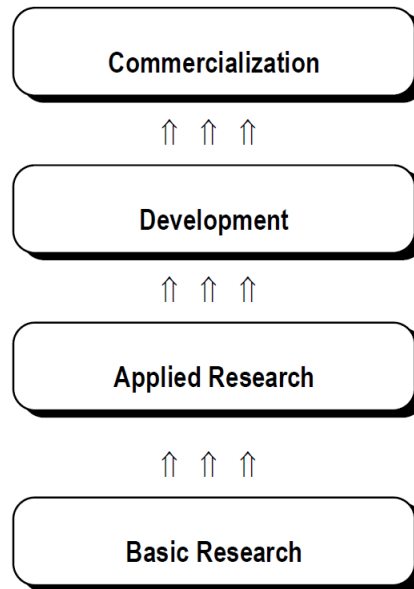 Commercialization
⇑ ⇑ ⇑
Development
⇑ ⇑ ⇑
Applied Research
⇑ ⇑ ⇑
Basic Research